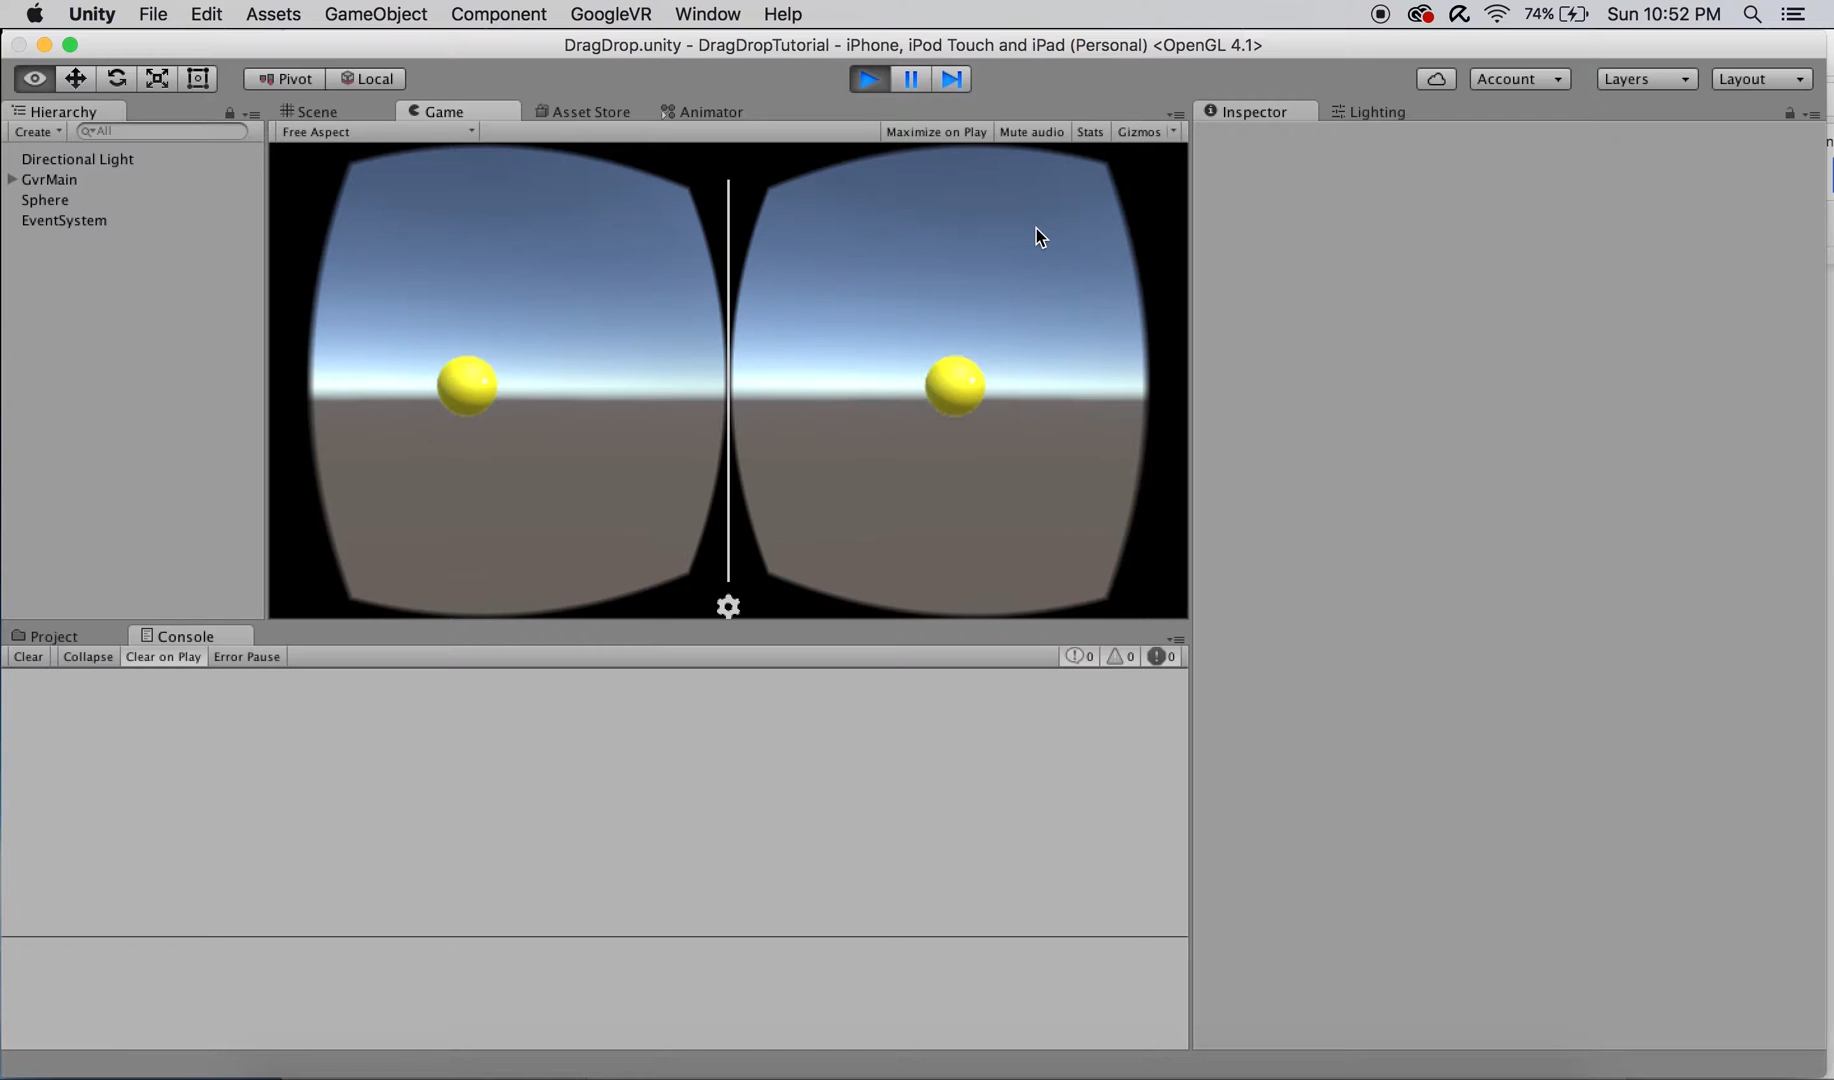 Unity File Edit Assets GameObject Component GoogleVR Window Help 74% Sun 10:52 PM
DragDrop.unity - DragDropTutorial - iPhone, iPod Touch and iPad (Personal) <OpenGL 4.1>
Pivot Local Account Layers Layout
Hierarchy Scene Game Asset Store Animator Inspector Lighting
Create All Free Aspect Maximize on Play Mute audio Stats Gizmos
Directional Light
GvrMain
Sphere
EventSystem
Project Console
Clear Collapse Clear on Play Error Pause 0 0 0